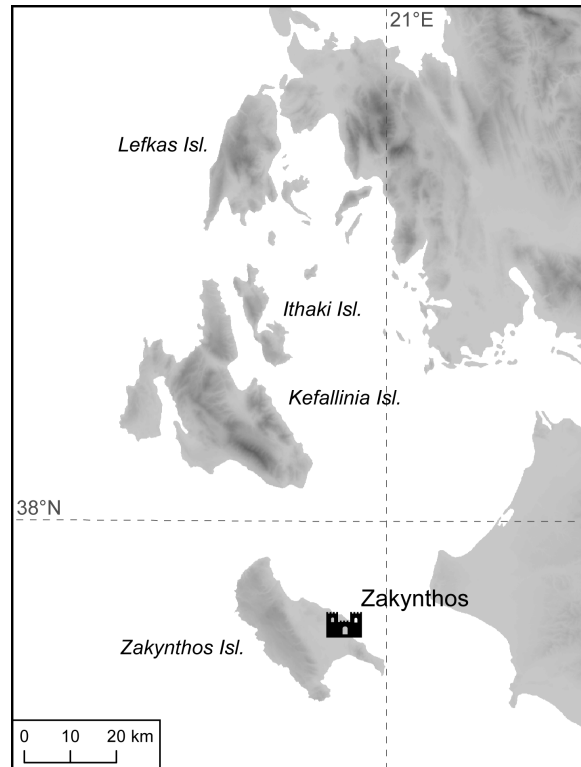 21°E
Lefkas Isl.
Ithaki Isl.
Kefallinia Isl.
38°N
Zakynthos
Zakynthos Isl.
0 10 20 km